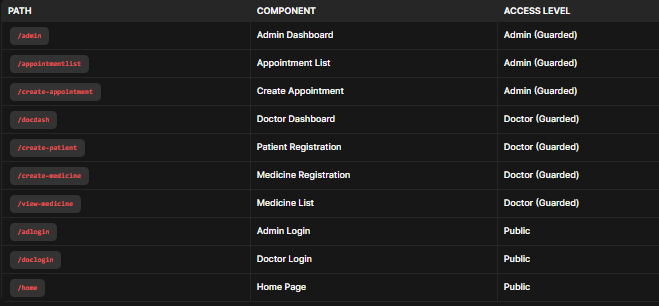 PATH COMPONENT ACCESS LEVEL
/admin Admin Dashboard Admin (Guarded)
/appointmentlist Appointment List Admin (Guarded)
/create-appointment Create Appointment Admin (Guarded)
/docdash Doctor Dashboard Doctor (Guarded)
/create-patient Patient Registration Doctor (Guarded)
/create-medicine Medicine Registration Doctor (Guarded)
/view-medicine Medicine List Doctor (Guarded)
/adlogin Admin Login Public
/doclogin Doctor Login Public
/home Home Page Public